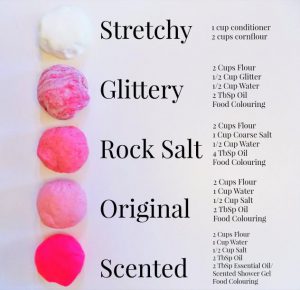 Stretchy
1 cup conditioner
2 cups cornflour
Glittery
2 Cups Flour
1/2 Cup Glitter
1/2 Cup Water
2 TbSp Oil
Food Colouring
Rock Salt
2 Cups Flour
1 Cup Coarse Salt
1/2 Cup Water
4 TbSp Oil
Food Colouring
Original
2 Cups Flour
1 Cup Water
1/2 Cup Salt
2 TbSp Oil
Food Colouring
Scented
2 Cups Flour
1 Cup Water
1/2 Cup Salt
2 TbSp Oil
2 TbSp Essential Oil/
Scented Shower Gel
Food Colouring